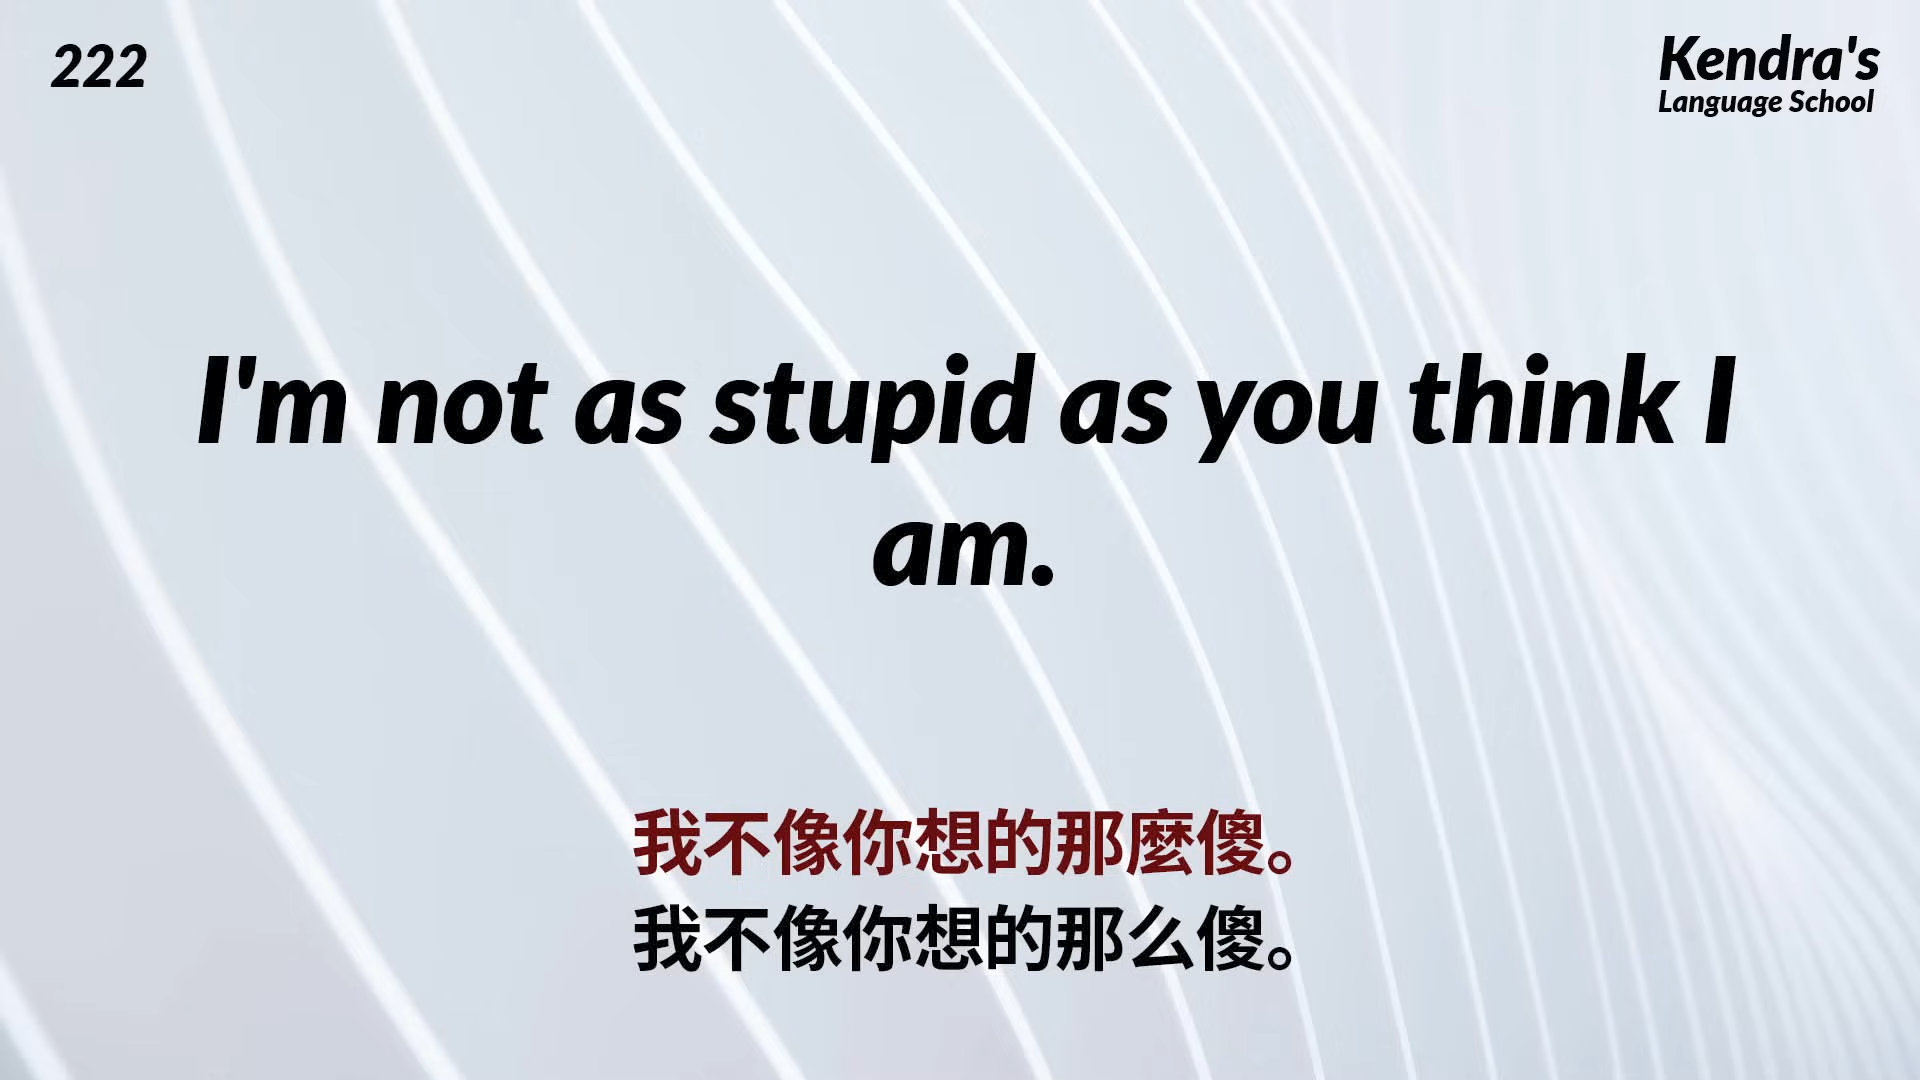 222
Kendra's
Language School
I'm not as stupid as you think I
am.
我不像你想的那麼傻。
我不像你想的那么傻。